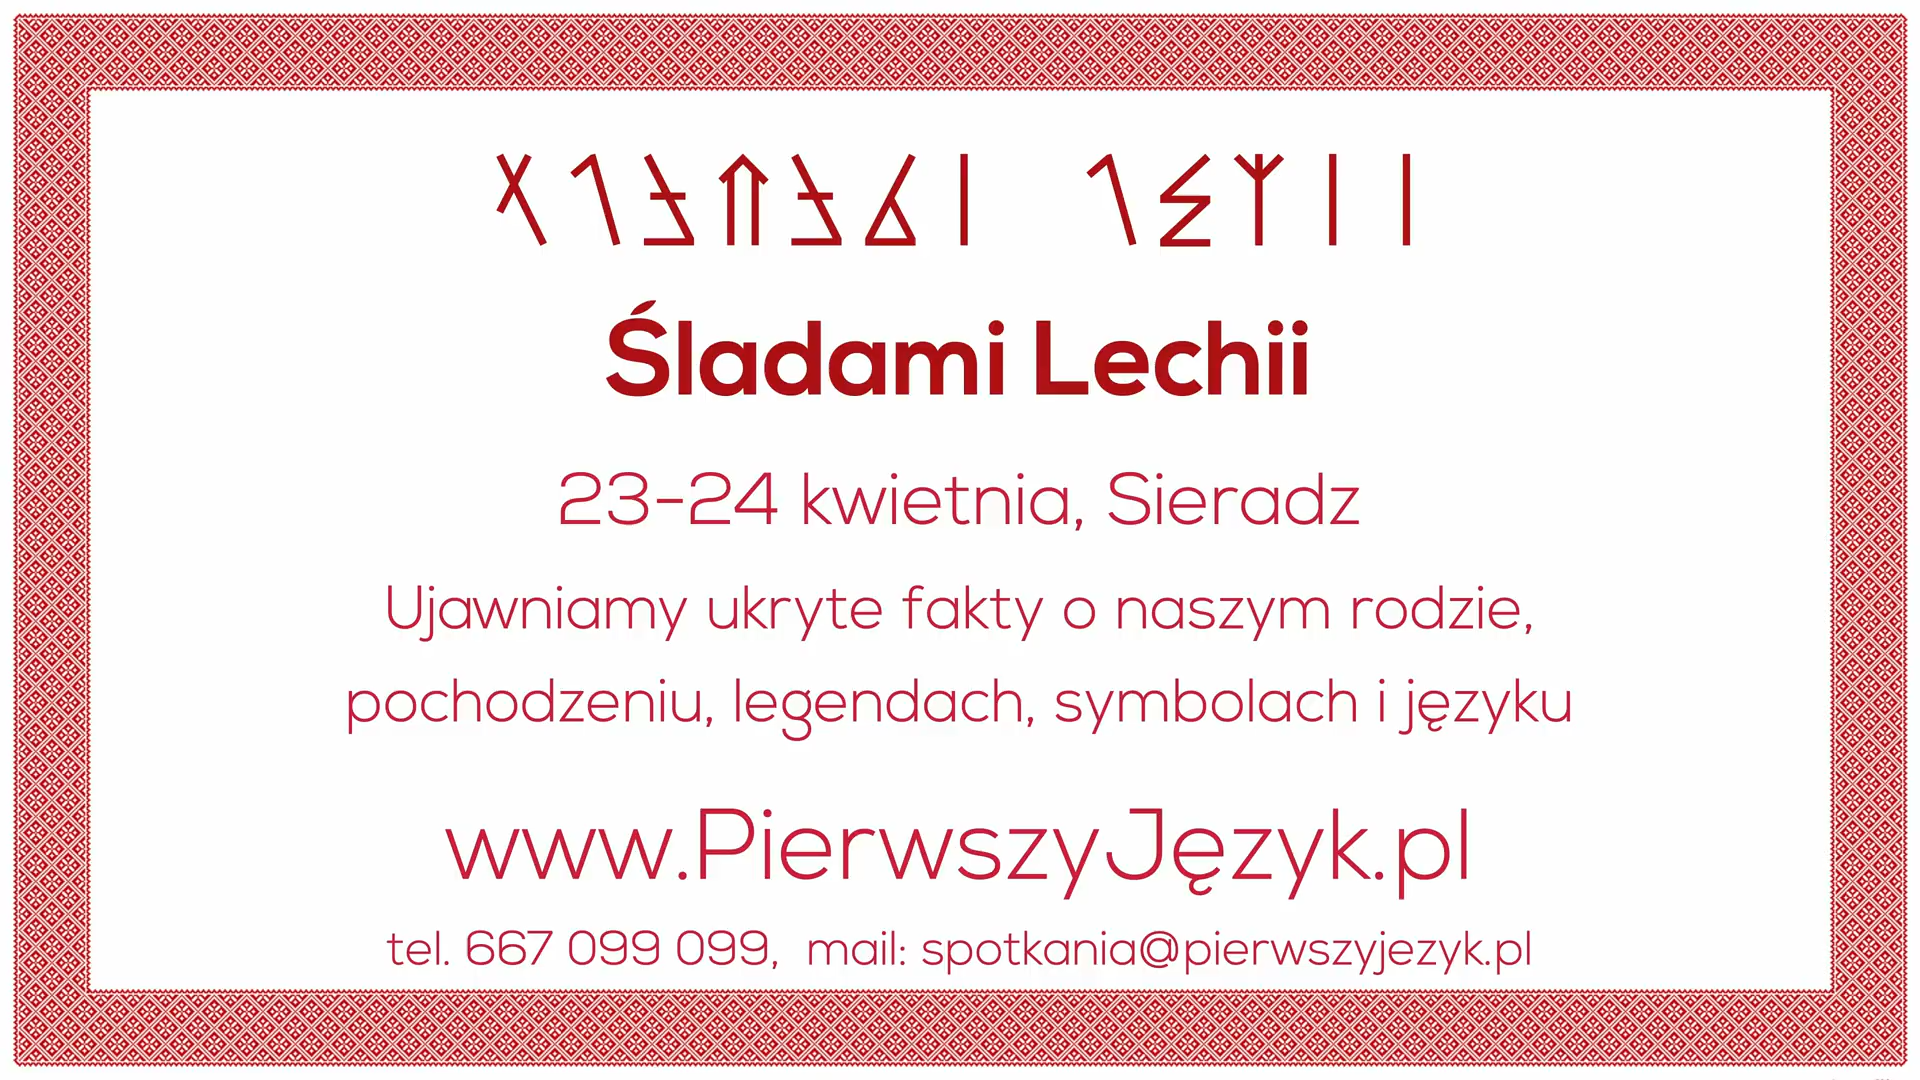 Śladami Lechii
23-24 kwietnia, Sieradz
Ujawniamy ukryte fakty o naszym rodzie,
pochodzeniu, legendach, symbolach i języku
www.PierwszyJęzyk.pl
tel. 667 099 099, mail: spotkania@pierwszyjezyk.pl